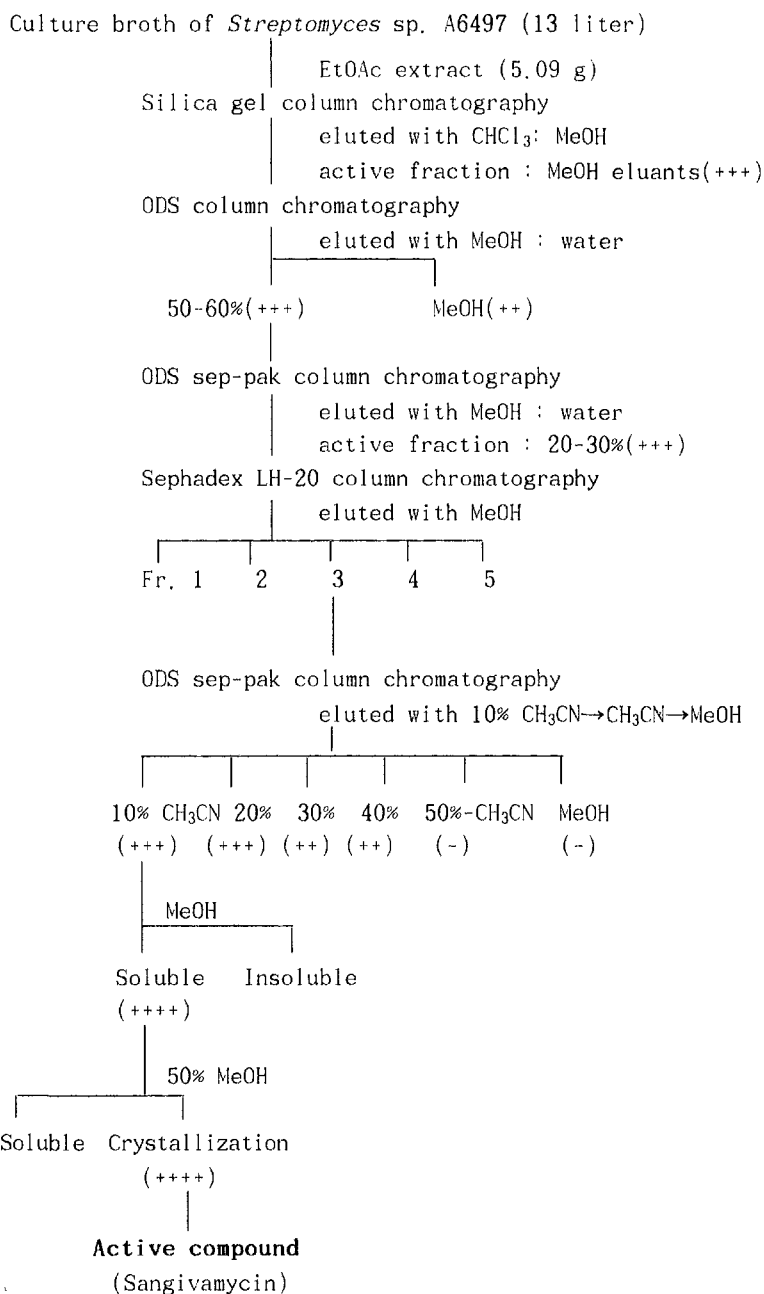 Culture broth of Streptomyces sp. A6497 (13 liter)
EtOAc extract (5.09 g)
Silica gel column chromatography
eluted with CHCl₃: MeOH
active fraction : MeOH eluants(+++)
ODS column chromatography
eluted with MeOH : water
50-60%(+++) MeOH(++)
ODS sep-pak column chromatography
eluted with MeOH : water
active fraction : 20-30%(+++)
Sephadex LH-20 column chromatography
eluted with MeOH
Fr. 1 2 3 4 5
ODS sep-pak column chromatography
eluted with 10% CH₃CN→CH₃CN→MeOH
10% CH₃CN 20% 30% 40% 50%-CH₃CN MeOH
(+++) (+++) (++) (++) (-) (-)
MeOH
Soluble Insoluble
(++++)
50% MeOH
Soluble Crystallization
(++++)
Active compound
(Sangivamycin)